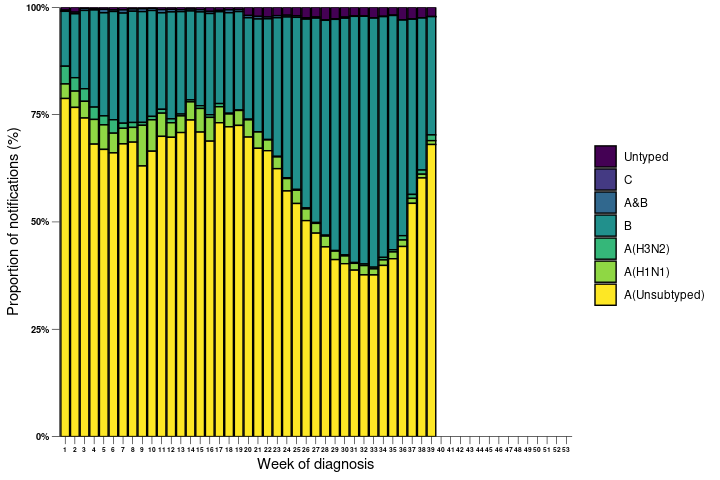 100%
75%
50%
25%
0%
Proportion of notifications (%)
1 2 3 4 5 6 7 8 9 10 11 12 13 14 15 16 17 18 19 20 21 22 23 24 25 26 27 28 29 30 31 32 33 34 35 36 37 38 39 40 41 42 43 44 45 46 47 48 49 50 51 52 53
Week of diagnosis
Untyped
C
A&B
B
A(H3N2)
A(H1N1)
A(Unsubtyped)